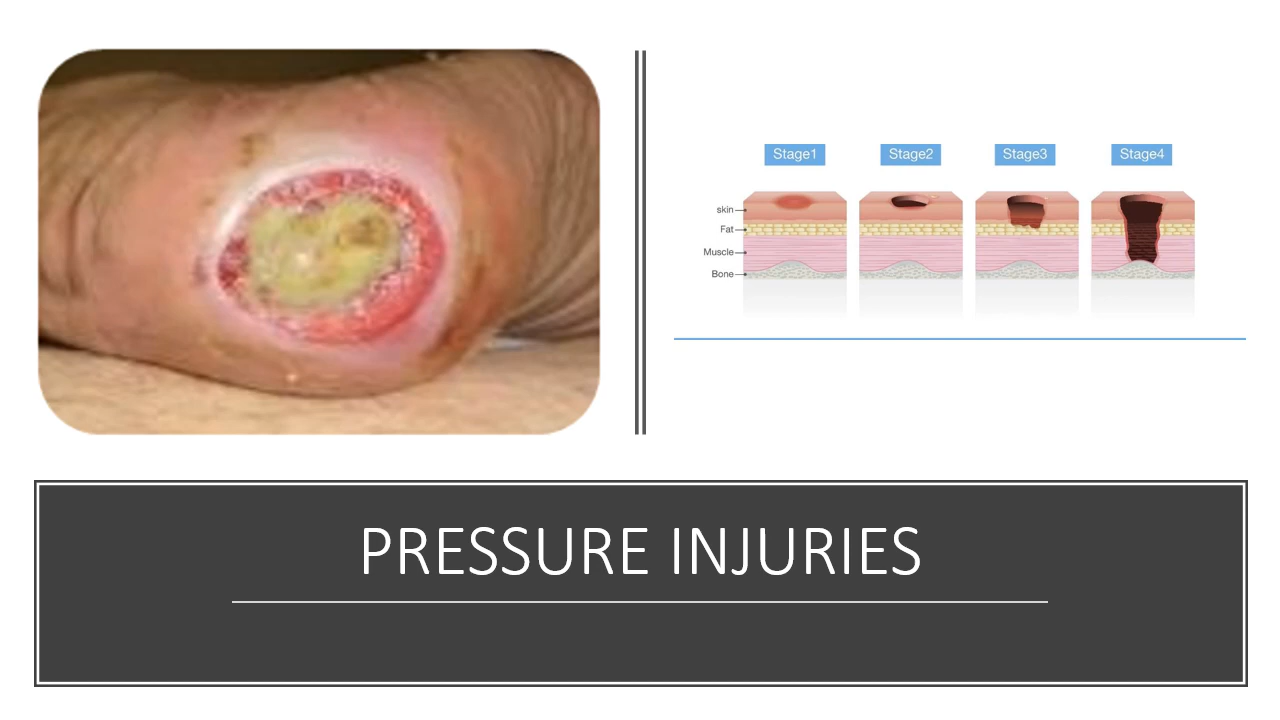 Stage1 Stage2 Stage3 Stage4
skin
Fat
Muscle
Bone
PRESSURE INJURIES